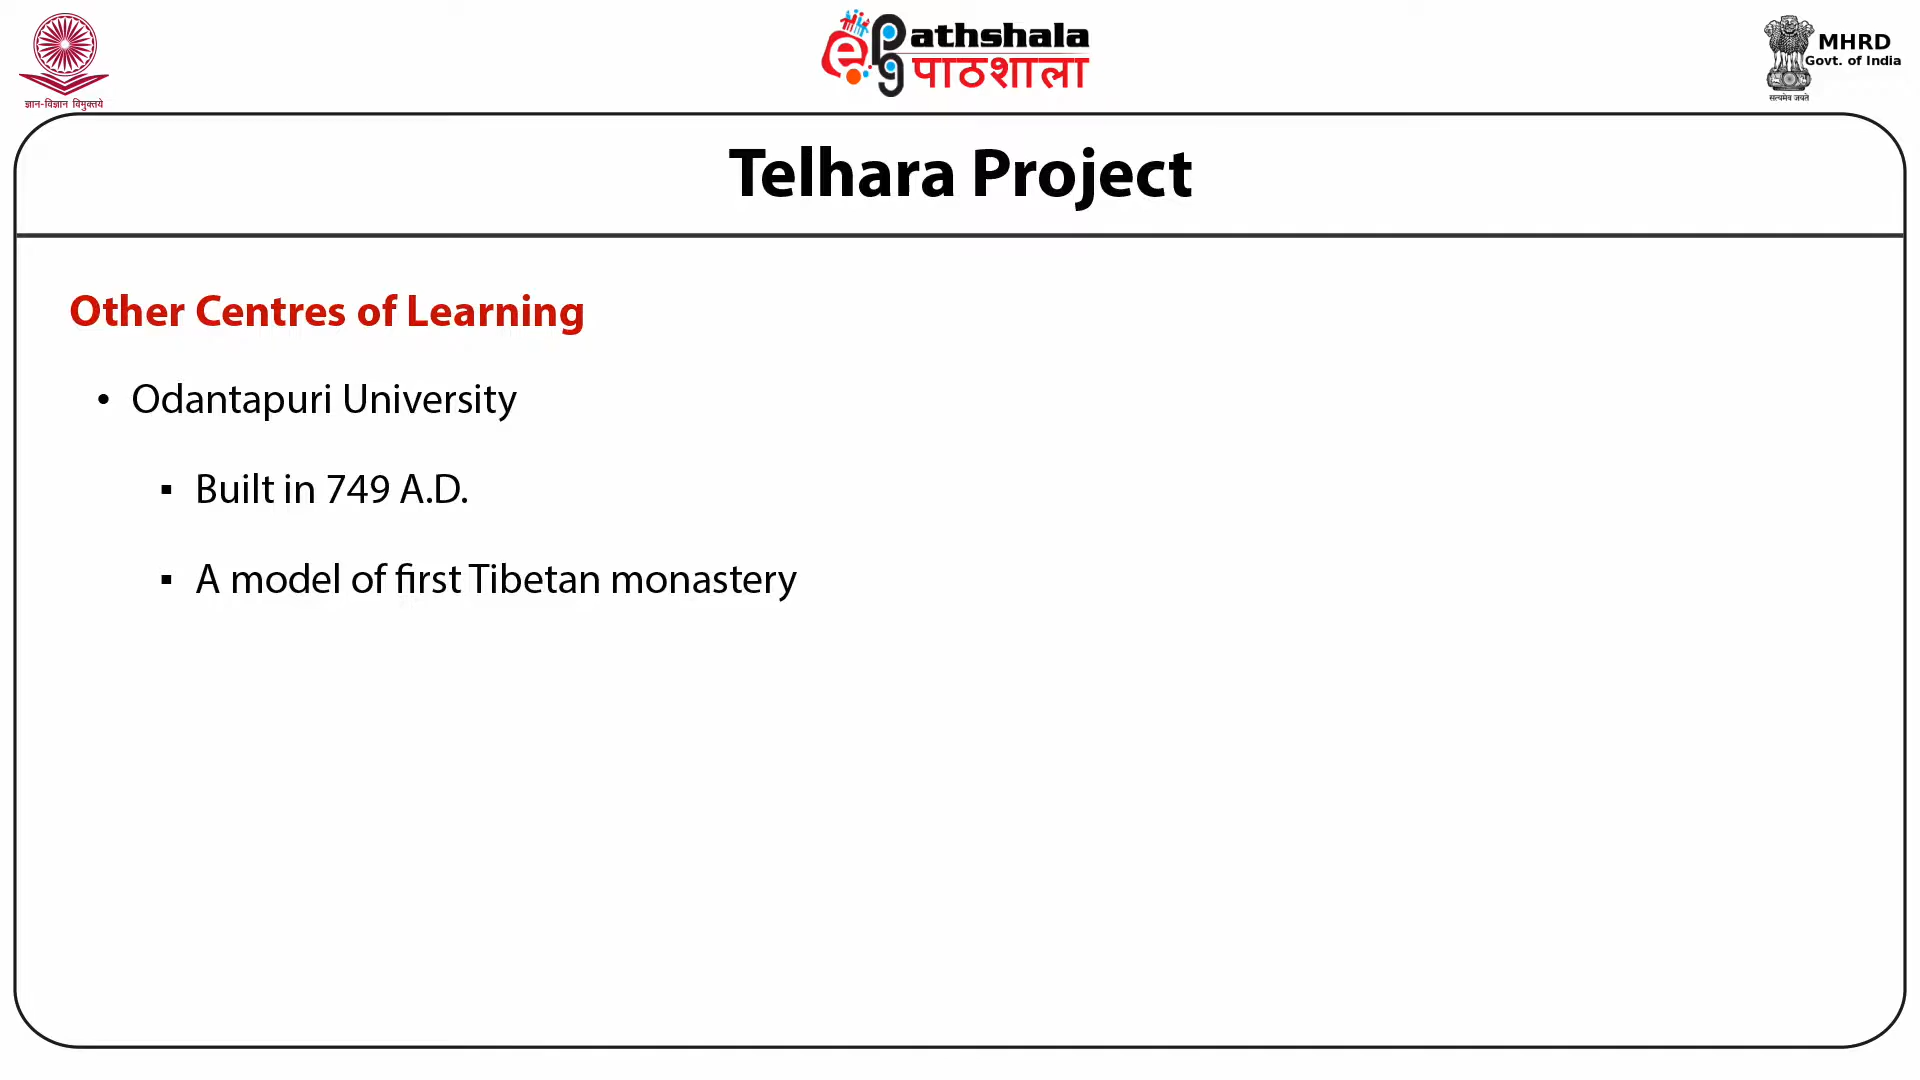 ज्ञान-विज्ञान विमुक्तये
e pg Pathshala
पाठशाला
MHRD
Govt. of India
सत्यमेव जयते
Telhara Project
Other Centres of Learning
• Odantapuri University
▪ Built in 749 A.D.
▪ A model of first Tibetan monastery